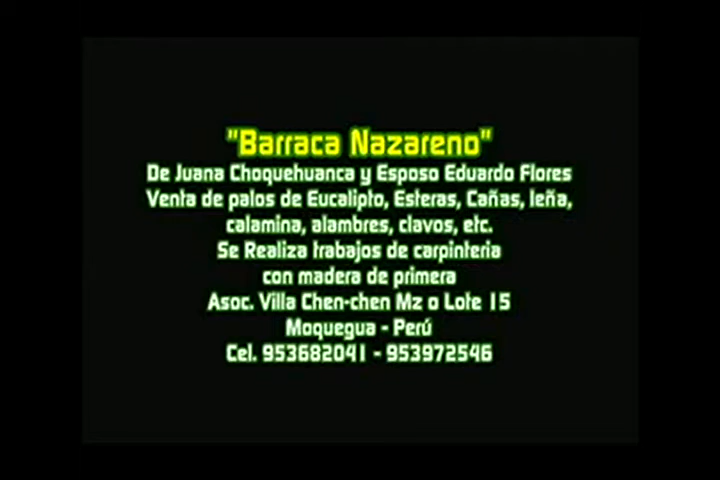 "Barraca Nazareno"
De Juana Choquehuanca y Esposo Eduardo Flores
Venta de palos de Eucalipto, Esteras, Cañas, leña,
calamina, alambres, clavos, etc.
Se Realiza trabajos de carpinteria
con madera de primera
Asoc. Villa Chen-chen Mz o Lote 15
Moquegua - Perú
Cel. 953682041 - 953972546